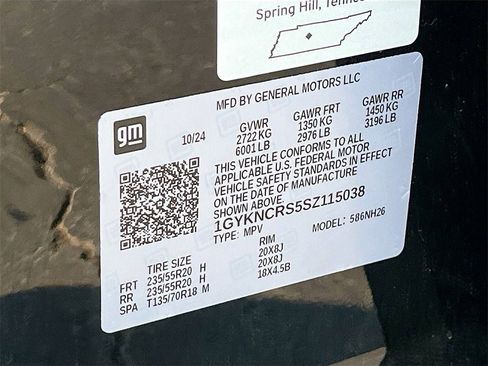 Spring Hill, Tennes
MFD BY GENERAL MOTORS LLC
gm
10/24
GVWR GAWR FRT GAWR RR
2722 KG 1350 KG 1450 KG
6001 LB 2976 LB 3196 LB
THIS VEHICLE CONFORMS TO ALL
APPLICABLE U.S. FEDERAL MOTOR
VEHICLE SAFETY STANDARDS IN EFFECT
ON THE DATE OF MANUFACTURE
SHOWN ABOVE.
1GYKNCRS5SZ115038
TYPE: MPV MODEL: 586NH26
TIRE SIZE RIM
FRT 235/55R20 H 20X8J
RR 235/55R20 H 20X8J
SPA T135/70R18 M 18X4.5B